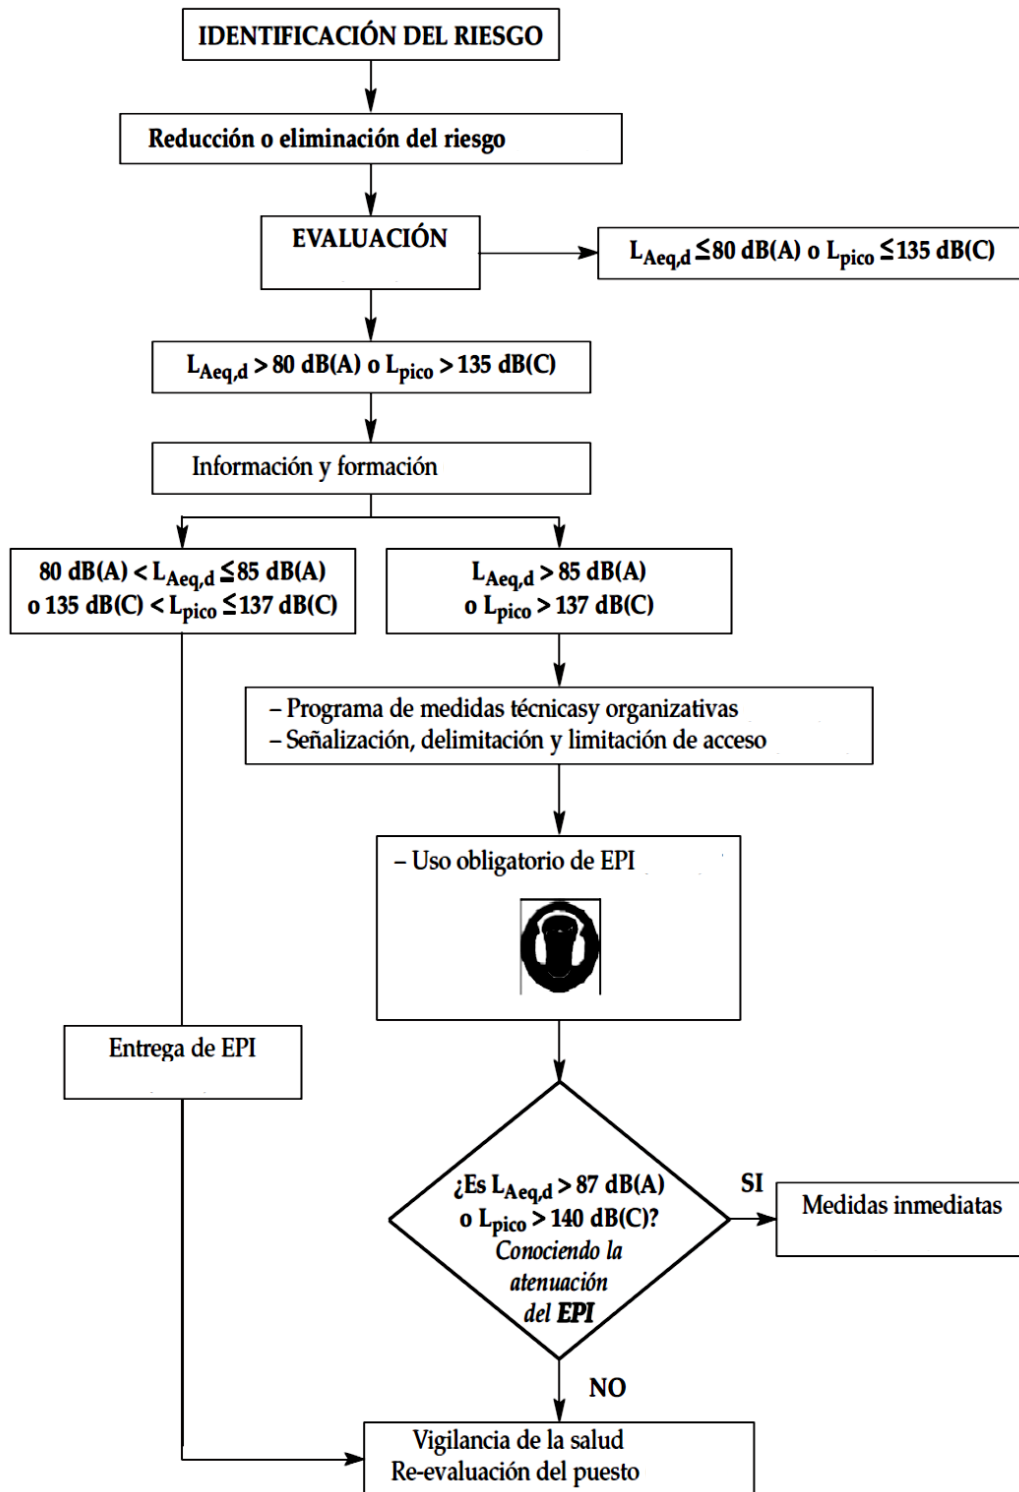 IDENTIFICACIÓN DEL RIESGO
Reducción o eliminación del riesgo
EVALUACIÓN
LAeq,d ≤80 dB(A) o Lpico ≤135 dB(C)
LAeq,d > 80 dB(A) o Lpico > 135 dB(C)
Información y formación
80 dB(A) < LAeq,d ≤85 dB(A)
o 135 dB(C) < Lpico ≤137 dB(C)
LAeq,d > 85 dB(A)
o Lpico > 137 dB(C)
– Programa de medidas técnicasy organizativas
– Señalización, delimitación y limitación de acceso
– Uso obligatorio de EPI
Entrega de EPI
¿Es LAeq,d > 87 dB(A)
o Lpico > 140 dB(C)?
Conociendo la
atenuación
del EPI
SI
Medidas inmediatas
NO
Vigilancia de la salud
Re-evaluación del puesto